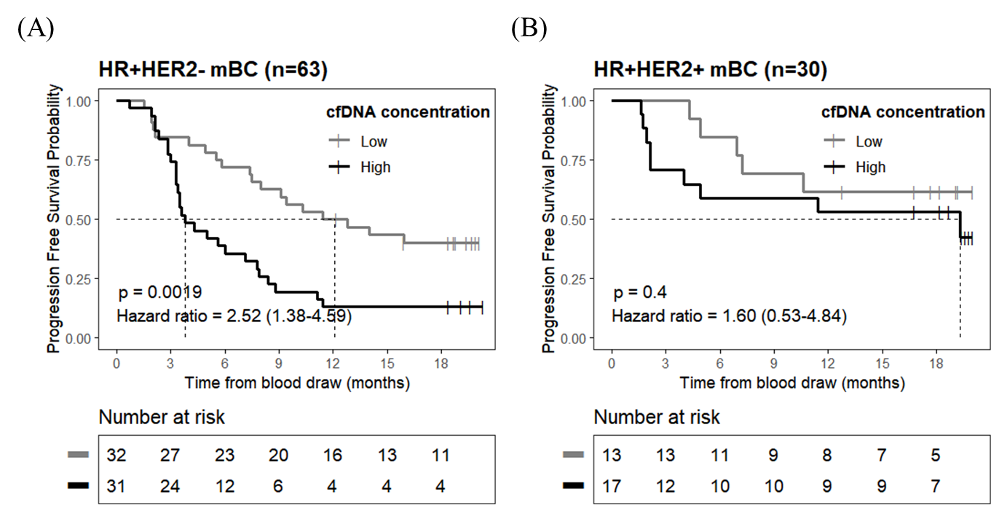 (A)
HR+HER2- mBC (n=63)
Progression Free Survival Probability
1.00
0.75
0.50
0.25
0.00
cfDNA concentration
Low
High
p = 0.0019
Hazard ratio = 2.52 (1.38-4.59)
0 3 6 9 12 15 18
Time from blood draw (months)
Number at risk
32 27 23 20 16 13 11
31 24 12 6 4 4 4
(B)
HR+HER2+ mBC (n=30)
Progression Free Survival Probability
1.00
0.75
0.50
0.25
0.00
cfDNA concentration
Low
High
p = 0.4
Hazard ratio = 1.60 (0.53-4.84)
0 3 6 9 12 15 18
Time from blood draw (months)
Number at risk
13 13 11 9 8 7 5
17 12 10 10 9 9 7